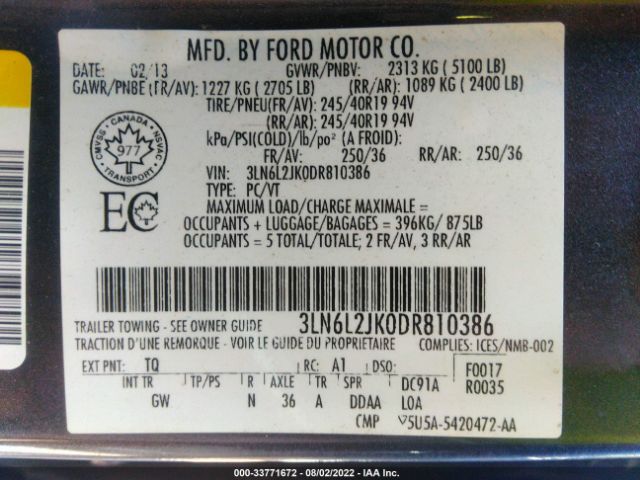 MFD. BY FORD MOTOR CO.
DATE: 02/13 GVWR/PNBV: 2313 KG ( 5100 LB)
GAWR/PNBE (FR/AV): 1227 KG ( 2705 LB) (RR/AR): 1089 KG ( 2400 LB)
TIRE/PNEU(FR/AV): 245/40R19 94V
(RR/AR): 245/40R19 94V
kPa/PSI(COLD)/lb/po² (A FROID):
FR/AV: 250/36 RR/AR: 250/36
CANADA
CMVSS 977 NSVAC
TRANSPORT
VIN: 3LN6L2JK0DR810386
TYPE: PC/VT
EC
MAXIMUM LOAD/CHARGE MAXIMALE =
OCCUPANTS + LUGGAGE/BAGAGES = 396KG/ 875LB
OCCUPANTS = 5 TOTAL/TOTALE; 2 FR/AV, 3 RR/AR
TRAILER TOWING - SEE OWNER GUIDE 3LN6L2JK0DR810386
TRACTION D'UNE REMORQUE - VOIR LE GUIDE DU PROPRIETAIRE COMPLIES: ICES/NMB-002
EXT PNT: TQ RC: A1 DSO: F0017
INT TR TP/PS R AXLE TR SPR DC91A R0035
GW N 36 A DDAA LOA
CMP V5U5A-5420472-AA
000-33771672 - 08/02/2022 - IAA Inc.